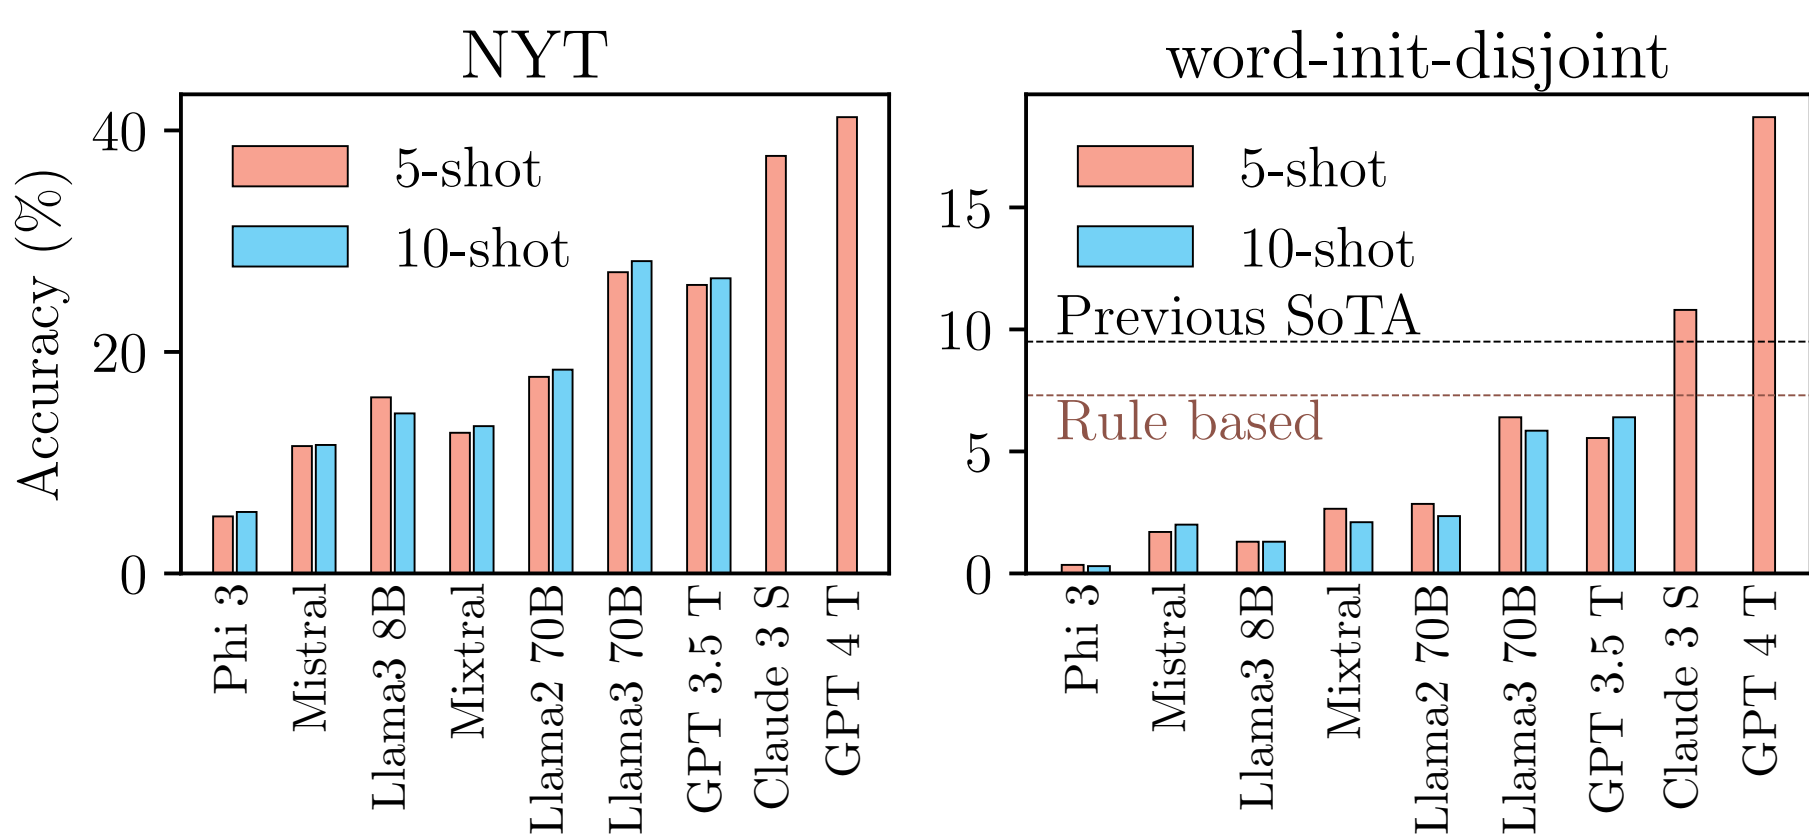 NYT
Accuracy (%)
40
20
0
5-shot
10-shot
Phi 3
Mistral
Llama3 8B
Mixtral
Llama2 70B
Llama3 70B
GPT 3.5 T
Claude 3 S
GPT 4 T
word-init-disjoint
15
10
5
0
5-shot
10-shot
Previous SoTA
Rule based
Phi 3
Mistral
Llama3 8B
Mixtral
Llama2 70B
Llama3 70B
GPT 3.5 T
Claude 3 S
GPT 4 T